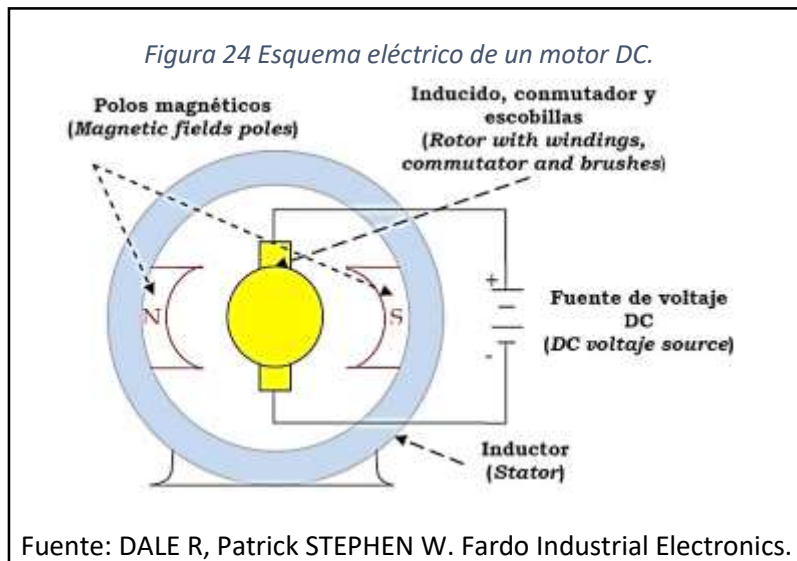 Figura 24 Esquema eléctrico de un motor DC.
Polos magnéticos
(Magnetic fields poles)
Inducido, conmutador y
escobillas
(Rotor with windings,
commutator and brushes)
N
S
+
-
Fuente de voltaje
DC
(DC voltaje source)
Inductor
(Stator)
Fuente: DALE R, Patrick STEPHEN W. Fardo Industrial Electronics.